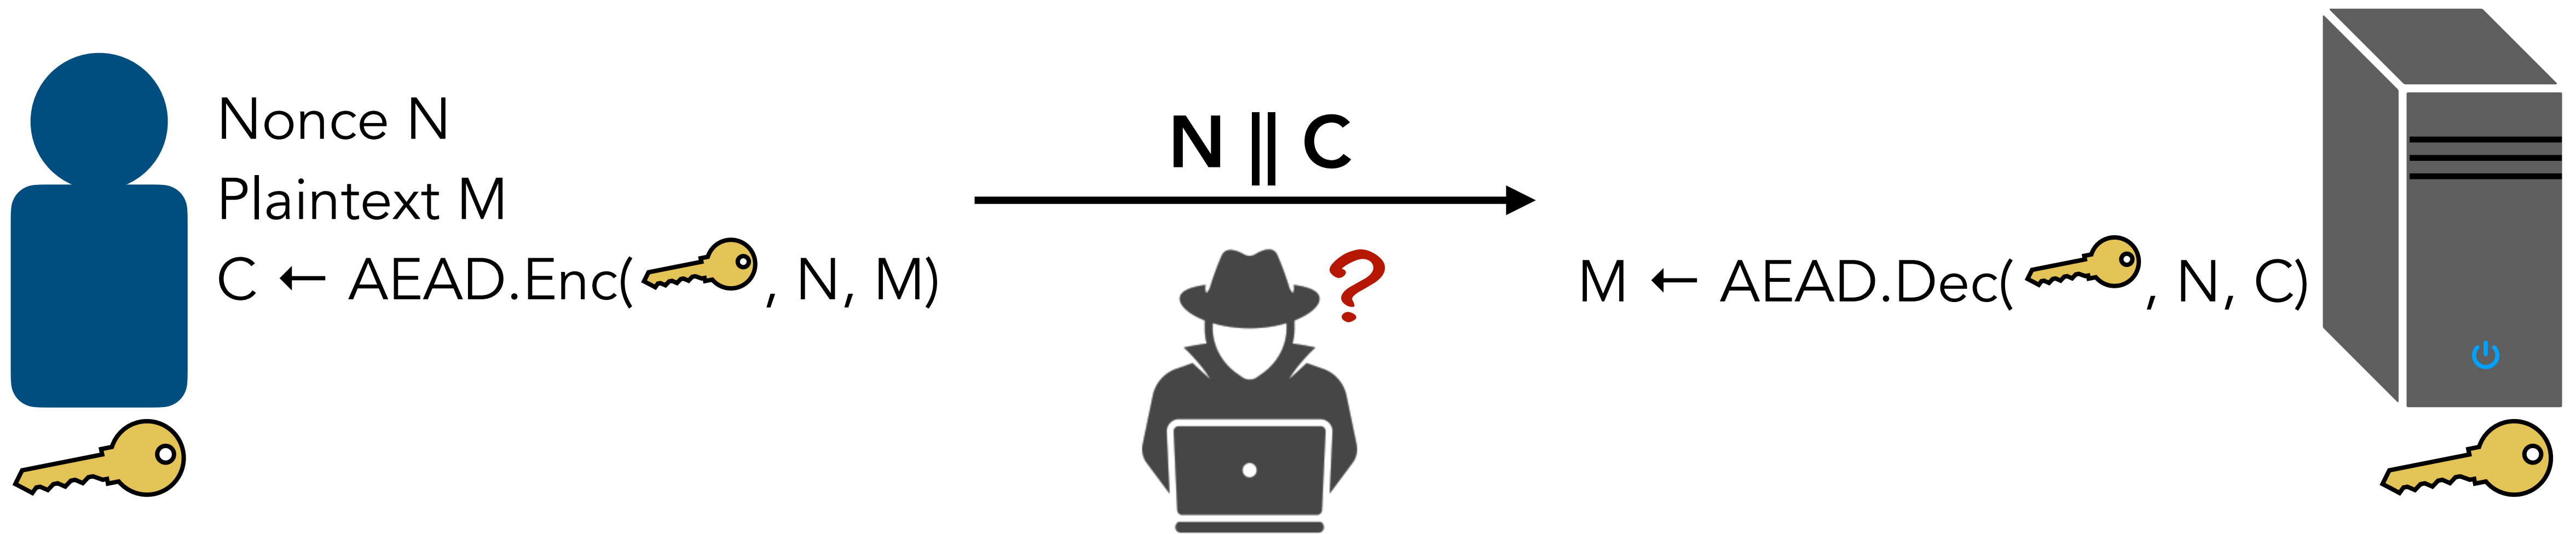 Nonce N
Plaintext M
C ← AEAD.Enc( , N, M)
N || C
?
M ← AEAD.Dec( , N, C)